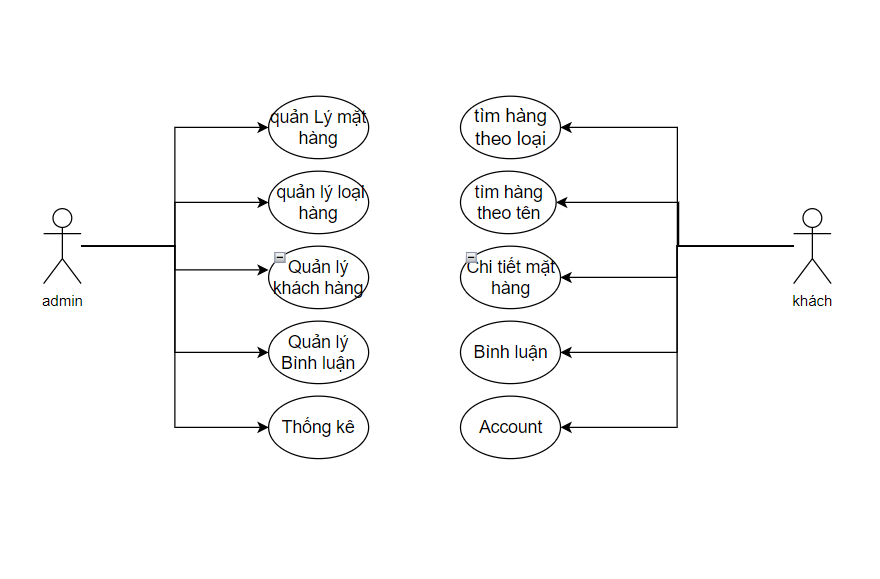 quản Lý mặt
hàng
quản lý loại
hàng
Quản lý
khách hàng
Quản lý
Bình luận
Thống kê
admin
tìm hàng
theo loại
tìm hàng
theo tên
Chi tiết mặt
hàng
Bình luận
Account
khách